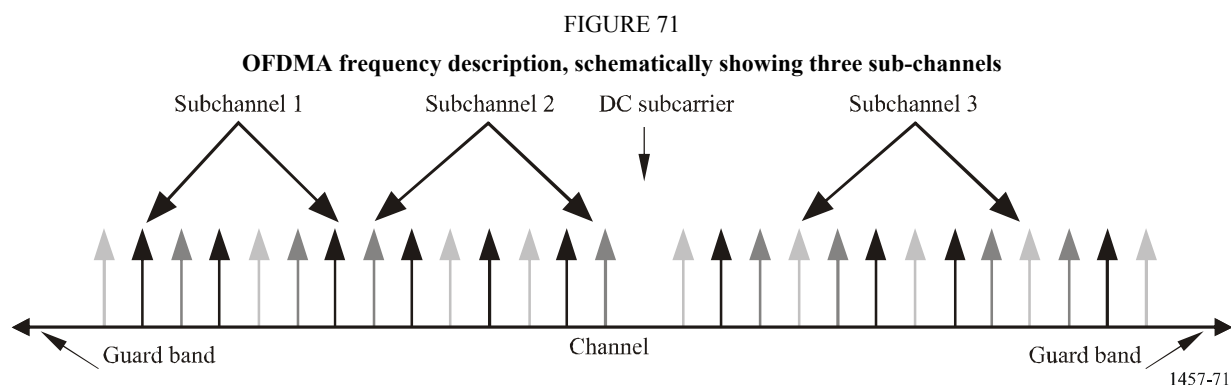 FIGURE 71
OFDMA frequency description, schematically showing three sub-channels
Subchannel 1
Subchannel 2
DC subcarrier
Subchannel 3
Guard band
Channel
Guard band
1457-71